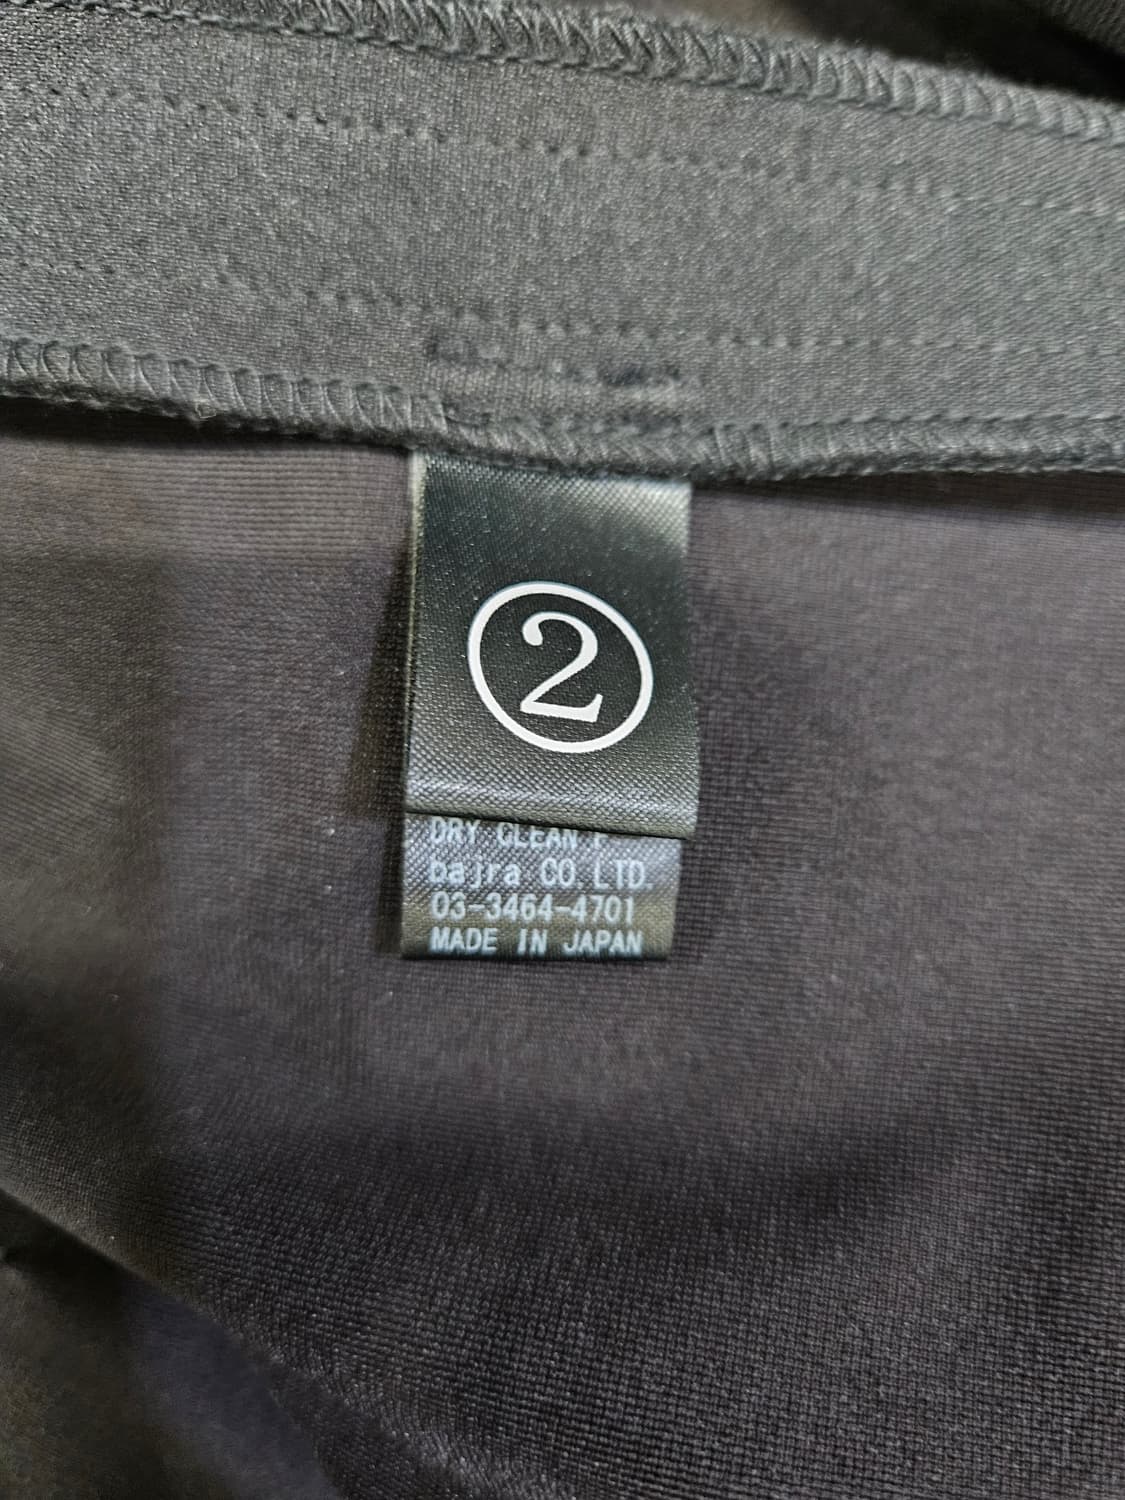 ②
DRY CLEAN F
bajra CO.LTD.
03-3464-4701
MADE IN JAPAN